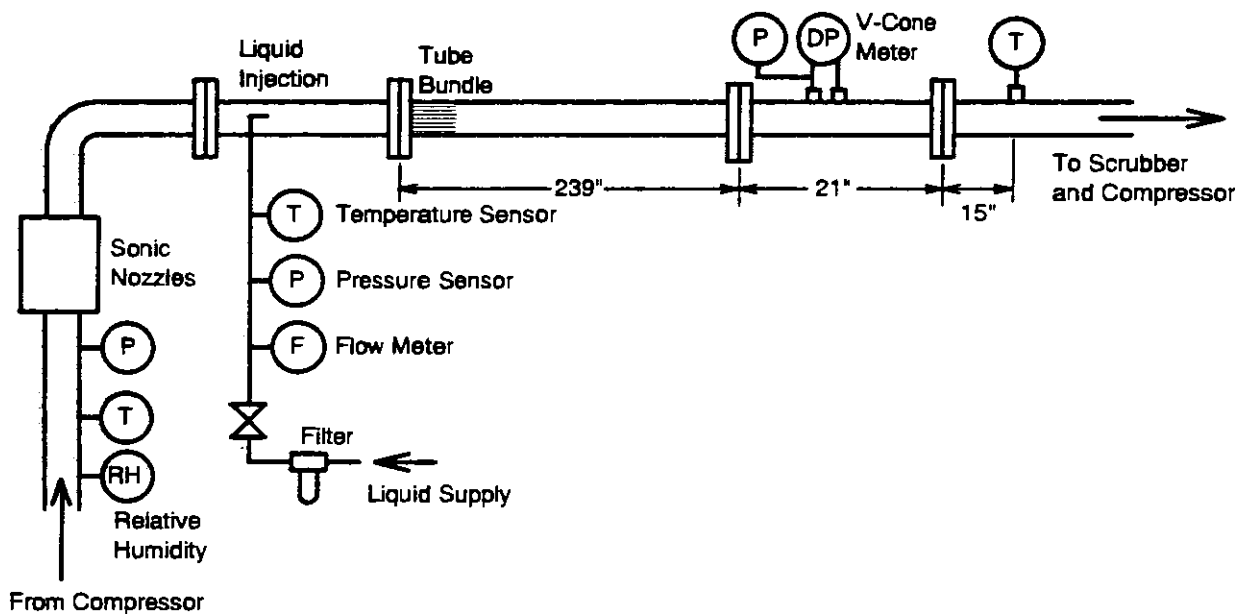 Liquid
Injection
Tube
Bundle
P
DP
V-Cone
Meter
T
To Scrubber
and Compressor
239"
21"
15"
T
Temperature Sensor
P
Pressure Sensor
F
Flow Meter
Sonic
Nozzles
P
T
RH
Filter
Liquid Supply
Relative
Humidity
From Compressor